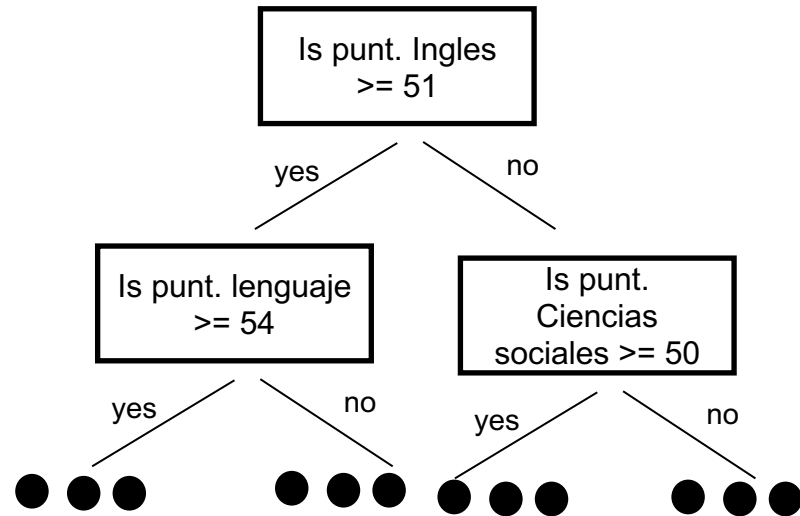 Is punt. Ingles
>= 51
yes
no
Is punt. lenguaje
>= 54
Is punt.
Ciencias
sociales >= 50
yes
no
yes
no